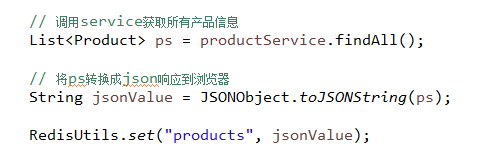 // 调用service获取所有产品信息
List<Product> ps = productService.findAll();
// 将ps转换成json响应到浏览器
String jsonValue = JSONObject.toJSONString(ps);
RedisUtils.set("products", jsonValue);